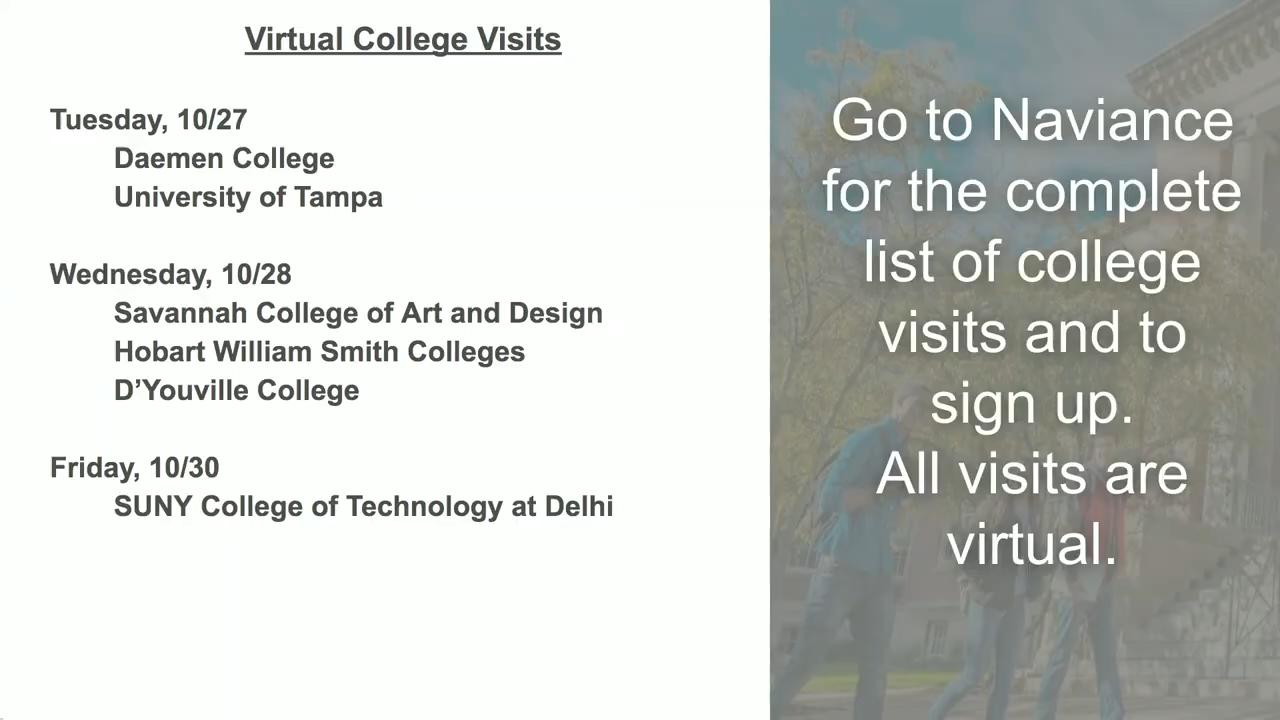 Virtual College Visits
Tuesday, 10/27
Daemen College
University of Tampa
Wednesday, 10/28
Savannah College of Art and Design
Hobart William Smith Colleges
D’Youville College
Friday, 10/30
SUNY College of Technology at Delhi
Go to Naviance
for the complete
list of college
visits and to
sign up.
All visits are
virtual.